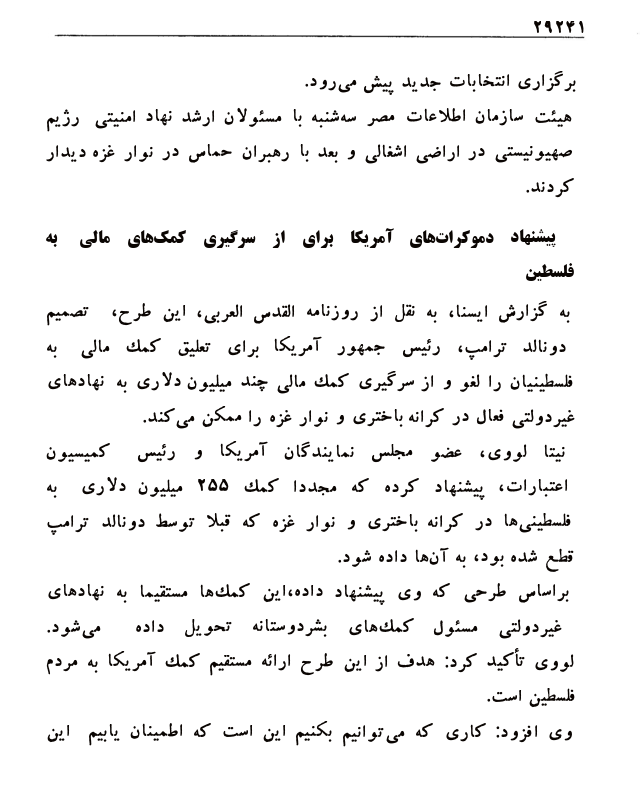 ۲۹۲۴۱
برگزاری انتخابات جدید پیش می‌رود.
هیئت سازمان اطلاعات مصر سه‌شنبه با مسئولان ارشد نهاد امنیتی رژیم
صهیونیستی در اراضی اشغالی و بعد با رهبران حماس در نوار غزه دیدار
کردند.
پیشنهاد دموکرات‌های آمریکا برای از سرگیری کمک‌های مالی به
فلسطین
به گزارش ایسنا، به نقل از روزنامه القدس العربی، این طرح، تصمیم
دونالد ترامپ، رئیس جمهور آمریکا برای تعلیق کمک مالی به
فلسطینیان را لغو و از سرگیری کمک مالی چند میلیون دلاری به نهادهای
غیردولتی فعال در کرانه باختری و نوار غزه را ممکن می‌کند.
نیتا لووی، عضو مجلس نمایندگان آمریکا و رئیس کمیسیون
اعتبارات، پیشنهاد کرده که مجددا کمک ۲۵۵ میلیون دلاری به
فلسطینی‌ها در کرانه باختری و نوار غزه که قبلا توسط دونالد ترامپ
قطع شده بود، به آن‌ها داده شود.
براساس طرحی که وی پیشنهاد داده،این کمک‌ها مستقیما به نهادهای
غیردولتی مسئول کمک‌های بشردوستانه تحویل داده می‌شود.
لووی تأکید کرد: هدف از این طرح ارائه مستقیم کمک آمریکا به مردم
فلسطین است.
وی افزود: کاری که می‌توانیم بکنیم این است که اطمینان یابیم این